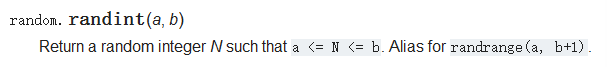 random.randint(a, b)
Return a random integer N such that a <= N <= b. Alias for randrange(a, b+1).